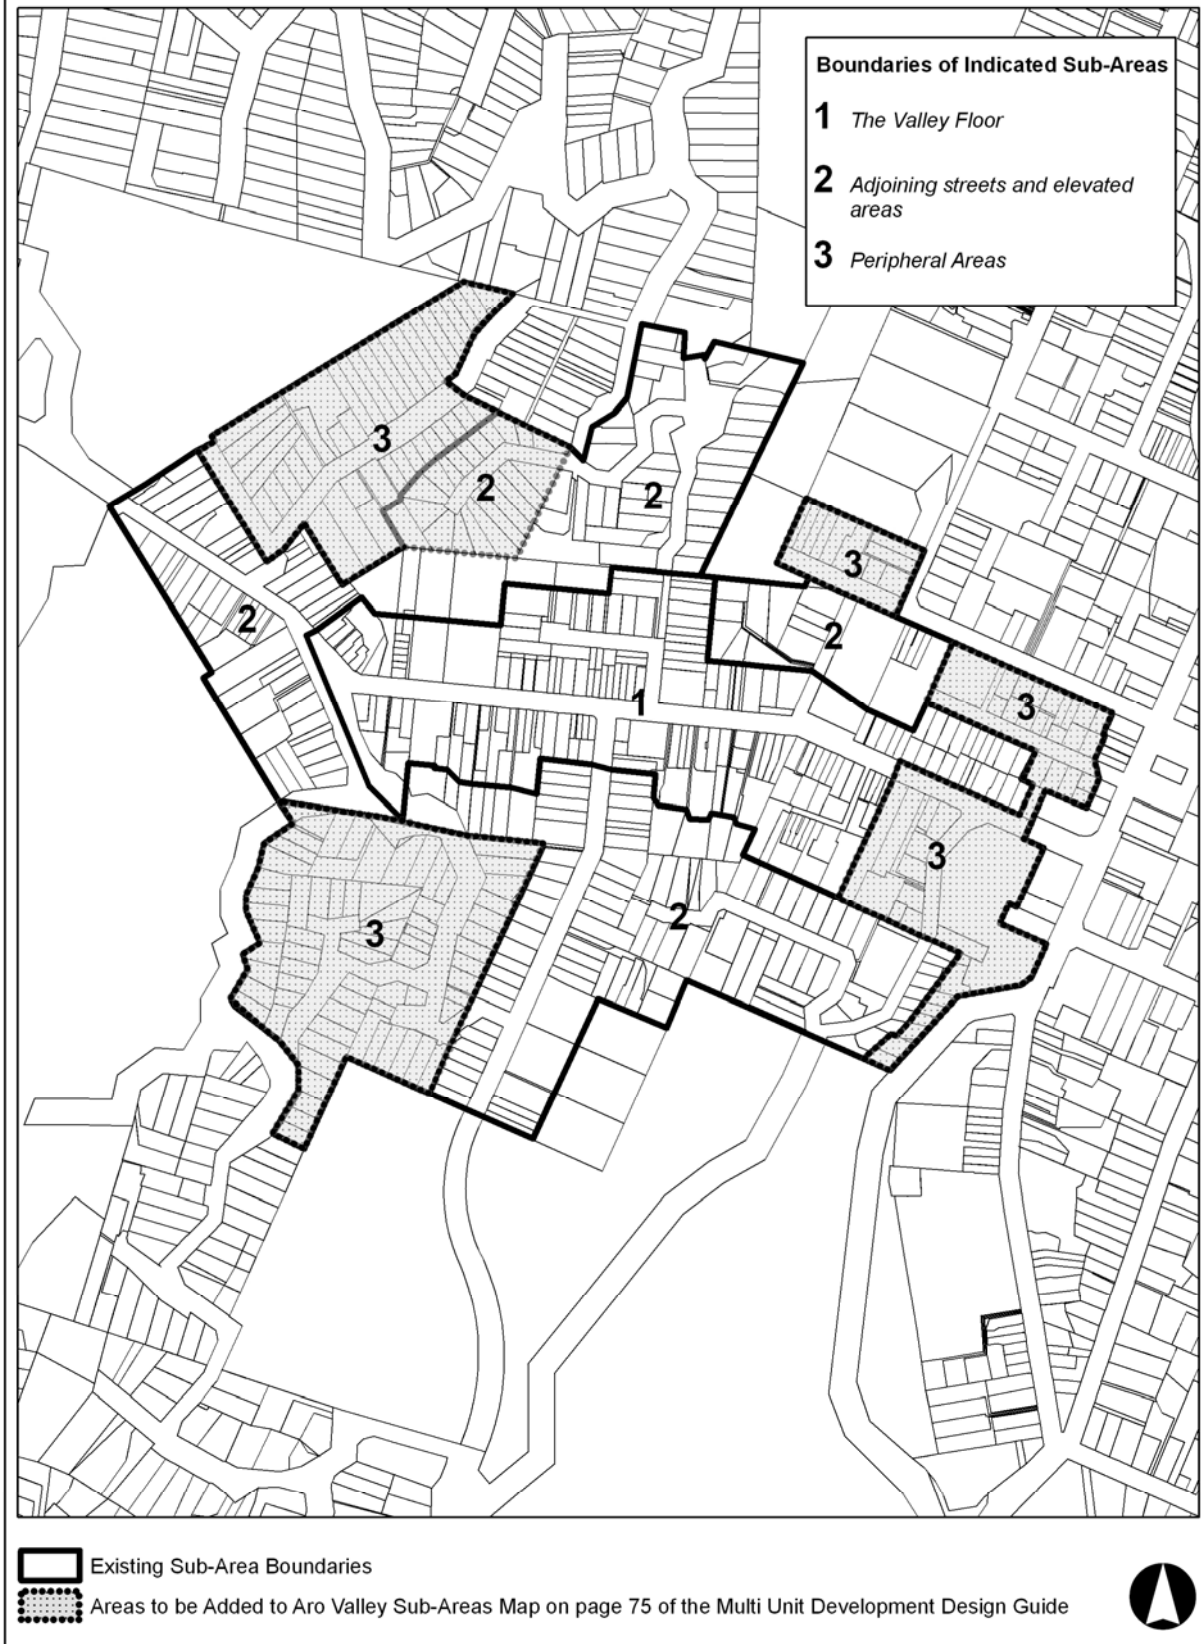 Boundaries of Indicated Sub-Areas
1 The Valley Floor
2 Adjoining streets and elevated
areas
3 Peripheral Areas
3
2
2
3
2
2
1
3
3
3
2
Existing Sub-Area Boundaries
Areas to be Added to Aro Valley Sub-Areas Map on page 75 of the Multi Unit Development Design Guide